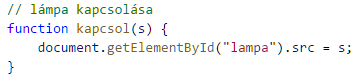 // lámpa kapcsolása
function kapcsol(s) {
    document.getElementById("lampa").src = s;
}